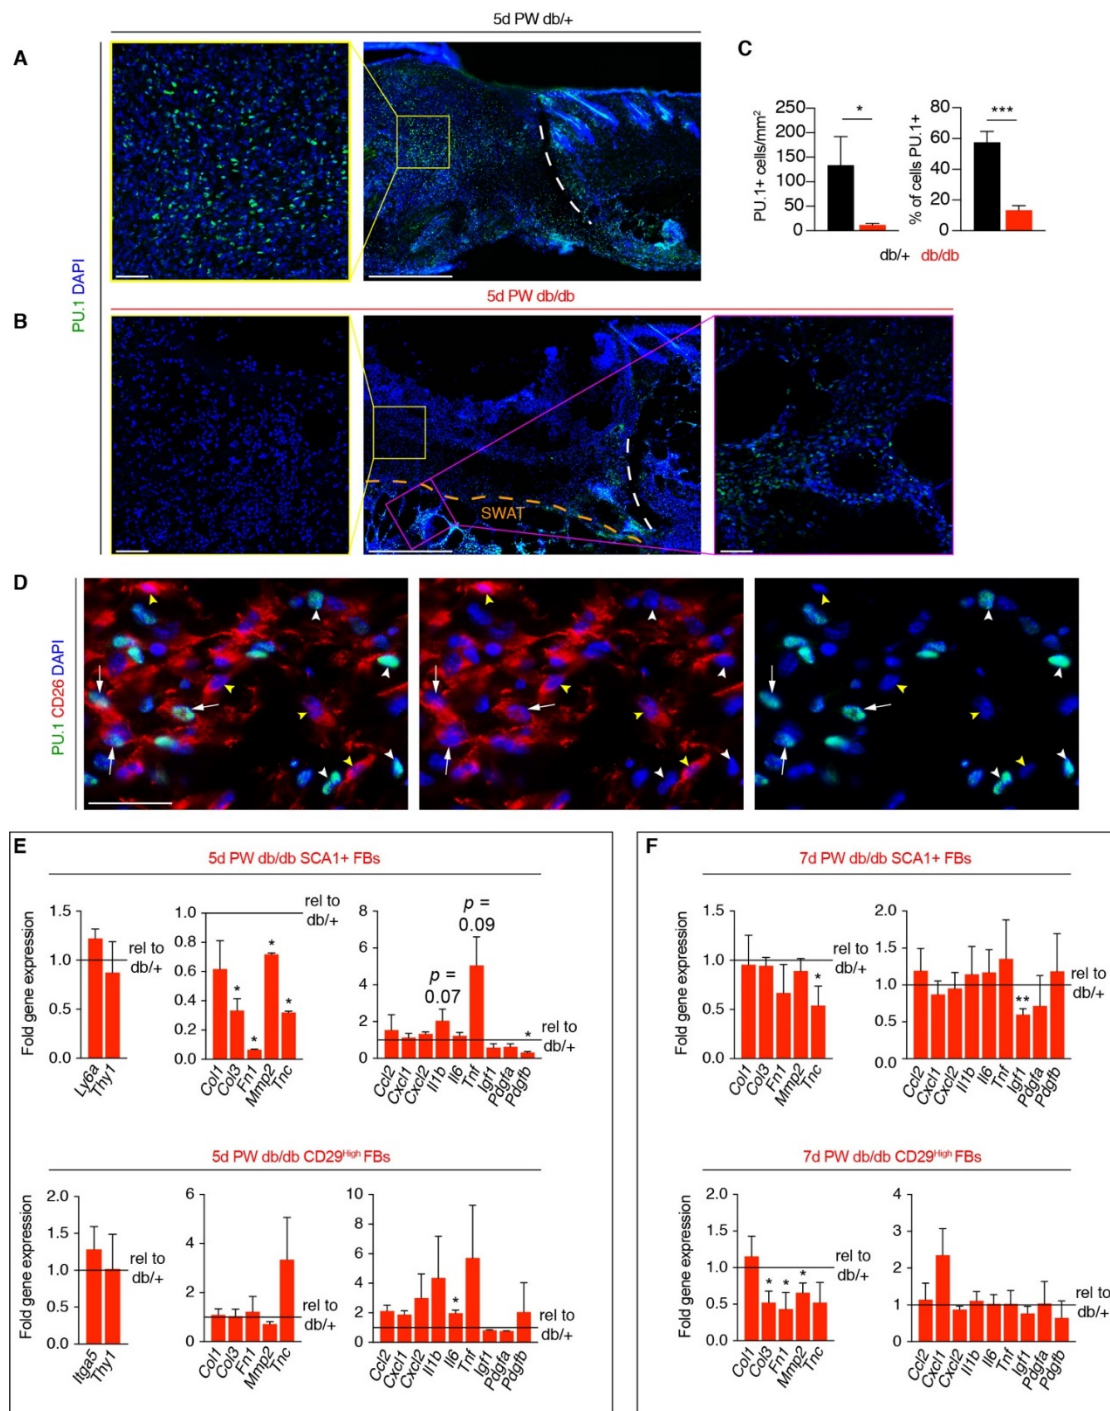 5d PW db/+
A
C
PU.1 DAPI
PU.1+ cells/mm²
250
200
150
100
50
0
*
% of cells PU.1+
80
60
40
20
0
***
db/+ db/db
5d PW db/db
B
SWAT
D
PU.1 CD26 DAPI
E
5d PW db/db SCA1+ FBs
Fold gene expression
1.5
1.0
0.5
0.0
rel to
db/+
Ly6a
Thy1
1.0
0.8
0.6
0.4
0.2
0.0
rel to
db/+
*
*
*
*
Col1
Col3
Fn1
Mmp2
Tnc
8
6
4
2
0
p =
0.07
p =
0.09
rel to
db/+
*
Ccl2
Cxcl1
Cxcl2
Il1b
Il6
Tnf
Igf1
Pdgfa
Pdgfb
5d PW db/db CD29High FBs
Fold gene expression
2.0
1.5
1.0
0.5
0.0
rel to
db/+
Itga5
Thy1
6
4
2
0
rel to
db/+
Col1
Col3
Fn1
Mmp2
Tnc
10
8
6
4
2
0
*
rel to
db/+
Ccl2
Cxcl1
Cxcl2
Il1b
Il6
Tnf
Igf1
Pdgfa
Pdgfb
F
7d PW db/db SCA1+ FBs
Fold gene expression
1.5
1.0
0.5
0.0
rel to
db/+
*
Col1
Col3
Fn1
Mmp2
Tnc
2.0
1.5
1.0
0.5
0.0
rel to
db/+
**
Ccl2
Cxcl1
Cxcl2
Il1b
Il6
Tnf
Igf1
Pdgfa
Pdgfb
7d PW db/db CD29High FBs
Fold gene expression
2.0
1.5
1.0
0.5
0.0
rel to
db/+
*
*
*
Col1
Col3
Fn1
Mmp2
Tnc
4
3
2
1
0
rel to
db/+
Ccl2
Cxcl1
Cxcl2
Il1b
Il6
Tnf
Igf1
Pdgfa
Pdgfb